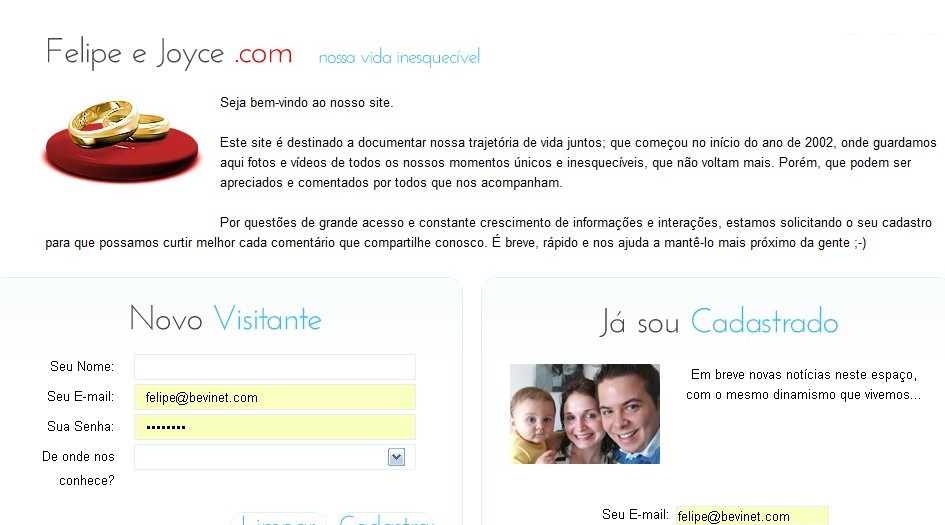 Felipe e Joyce .com nossa vida inesquecível
Seja bem-vindo ao nosso site.
Este site é destinado a documentar nossa trajetória de vida juntos; que começou no início do ano de 2002, onde guardamos
aqui fotos e vídeos de todos os nossos momentos únicos e inesquecíveis, que não voltam mais. Porém, que podem ser
apreciados e comentados por todos que nos acompanham.
Por questões de grande acesso e constante crescimento de informações e interações, estamos solicitando o seu cadastro
para que possamos curtir melhor cada comentário que compartilhe conosco. É breve, rápido e nos ajuda a mantê-lo mais próximo da gente ;-)
Novo Visitante
Seu Nome:
Seu E-mail: felipe@bevinet.com
Sua Senha: ••••••••
De onde nos
conhece?
Limpar Cadastrar
Já sou Cadastrado
Em breve novas notícias neste espaço,
com o mesmo dinamismo que vivemos...
Seu E-mail: felipe@bevinet.com